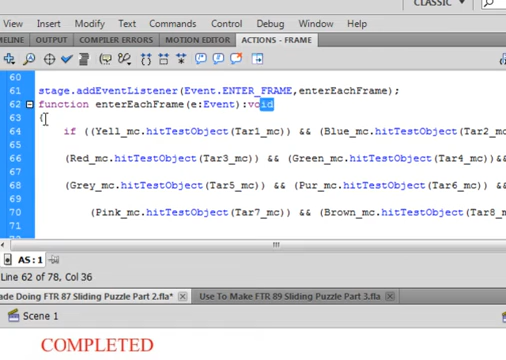 CLASSIC
Window Insert Modify Text Commands Control Debug Window Help
MELINE OUTPUT COMPILER ERRORS MOTION EDITOR ACTIONS - FRAME
60
61 stage.addEventListener(Event.ENTER_FRAME,enterEachFrame);
62 function enterEachFrame(e:Event):void
63 {
64 if ((Yell_mc.hitTestObject(Tar1_mc)) && (Blue_mc.hitTestObject(Tar2_mc
65
66 (Red_mc.hitTestObject(Tar3_mc)) && (Green_mc.hitTestObject(Tar4_mc))&&
67
68 (Grey_mc.hitTestObject(Tar5_mc)) && (Pur_mc.hitTestObject(Tar6_mc)) &&
69
70 (Pink_mc.hitTestObject(Tar7_mc)) && (Brown_mc.hitTestObject(Tar8_m
71
AS : 1
Line 62 of 78, Col 36
ade Doing FTR 87 Sliding Puzzle Part 2.fla* Use To Make FTR 89 Sliding Puzzle Part 3.fla
Scene 1
COMPLETED